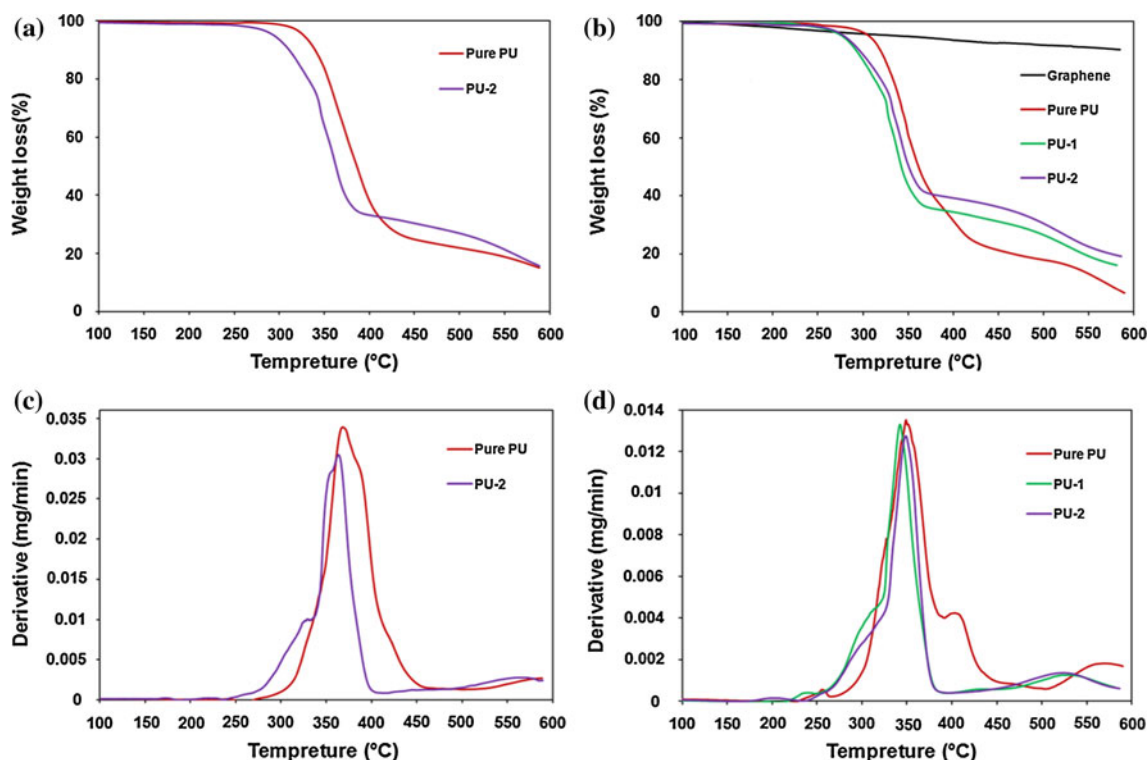 (a)
100
80
60
40
20
0
Weight loss(%)
Pure PU
PU-2
100 150 200 250 300 350 400 450 500 550 600
Tempreture (ºC)
(b)
100
80
60
40
20
0
Weight loss (%)
Graphene
Pure PU
PU-1
PU-2
100 150 200 250 300 350 400 450 500 550 600
Tempreture (ºC)
(c)
0.035
0.03
0.025
0.02
0.015
0.01
0.005
0
Derivative (mg/min)
Pure PU
PU-2
100 150 200 250 300 350 400 450 500 550 600
Tempreture (ºC)
(d)
0.014
0.012
0.01
0.008
0.006
0.004
0.002
0
Derivative (mg/min)
Pure PU
PU-1
PU-2
100 150 200 250 300 350 400 450 500 550 600
Tempreture (ºC)